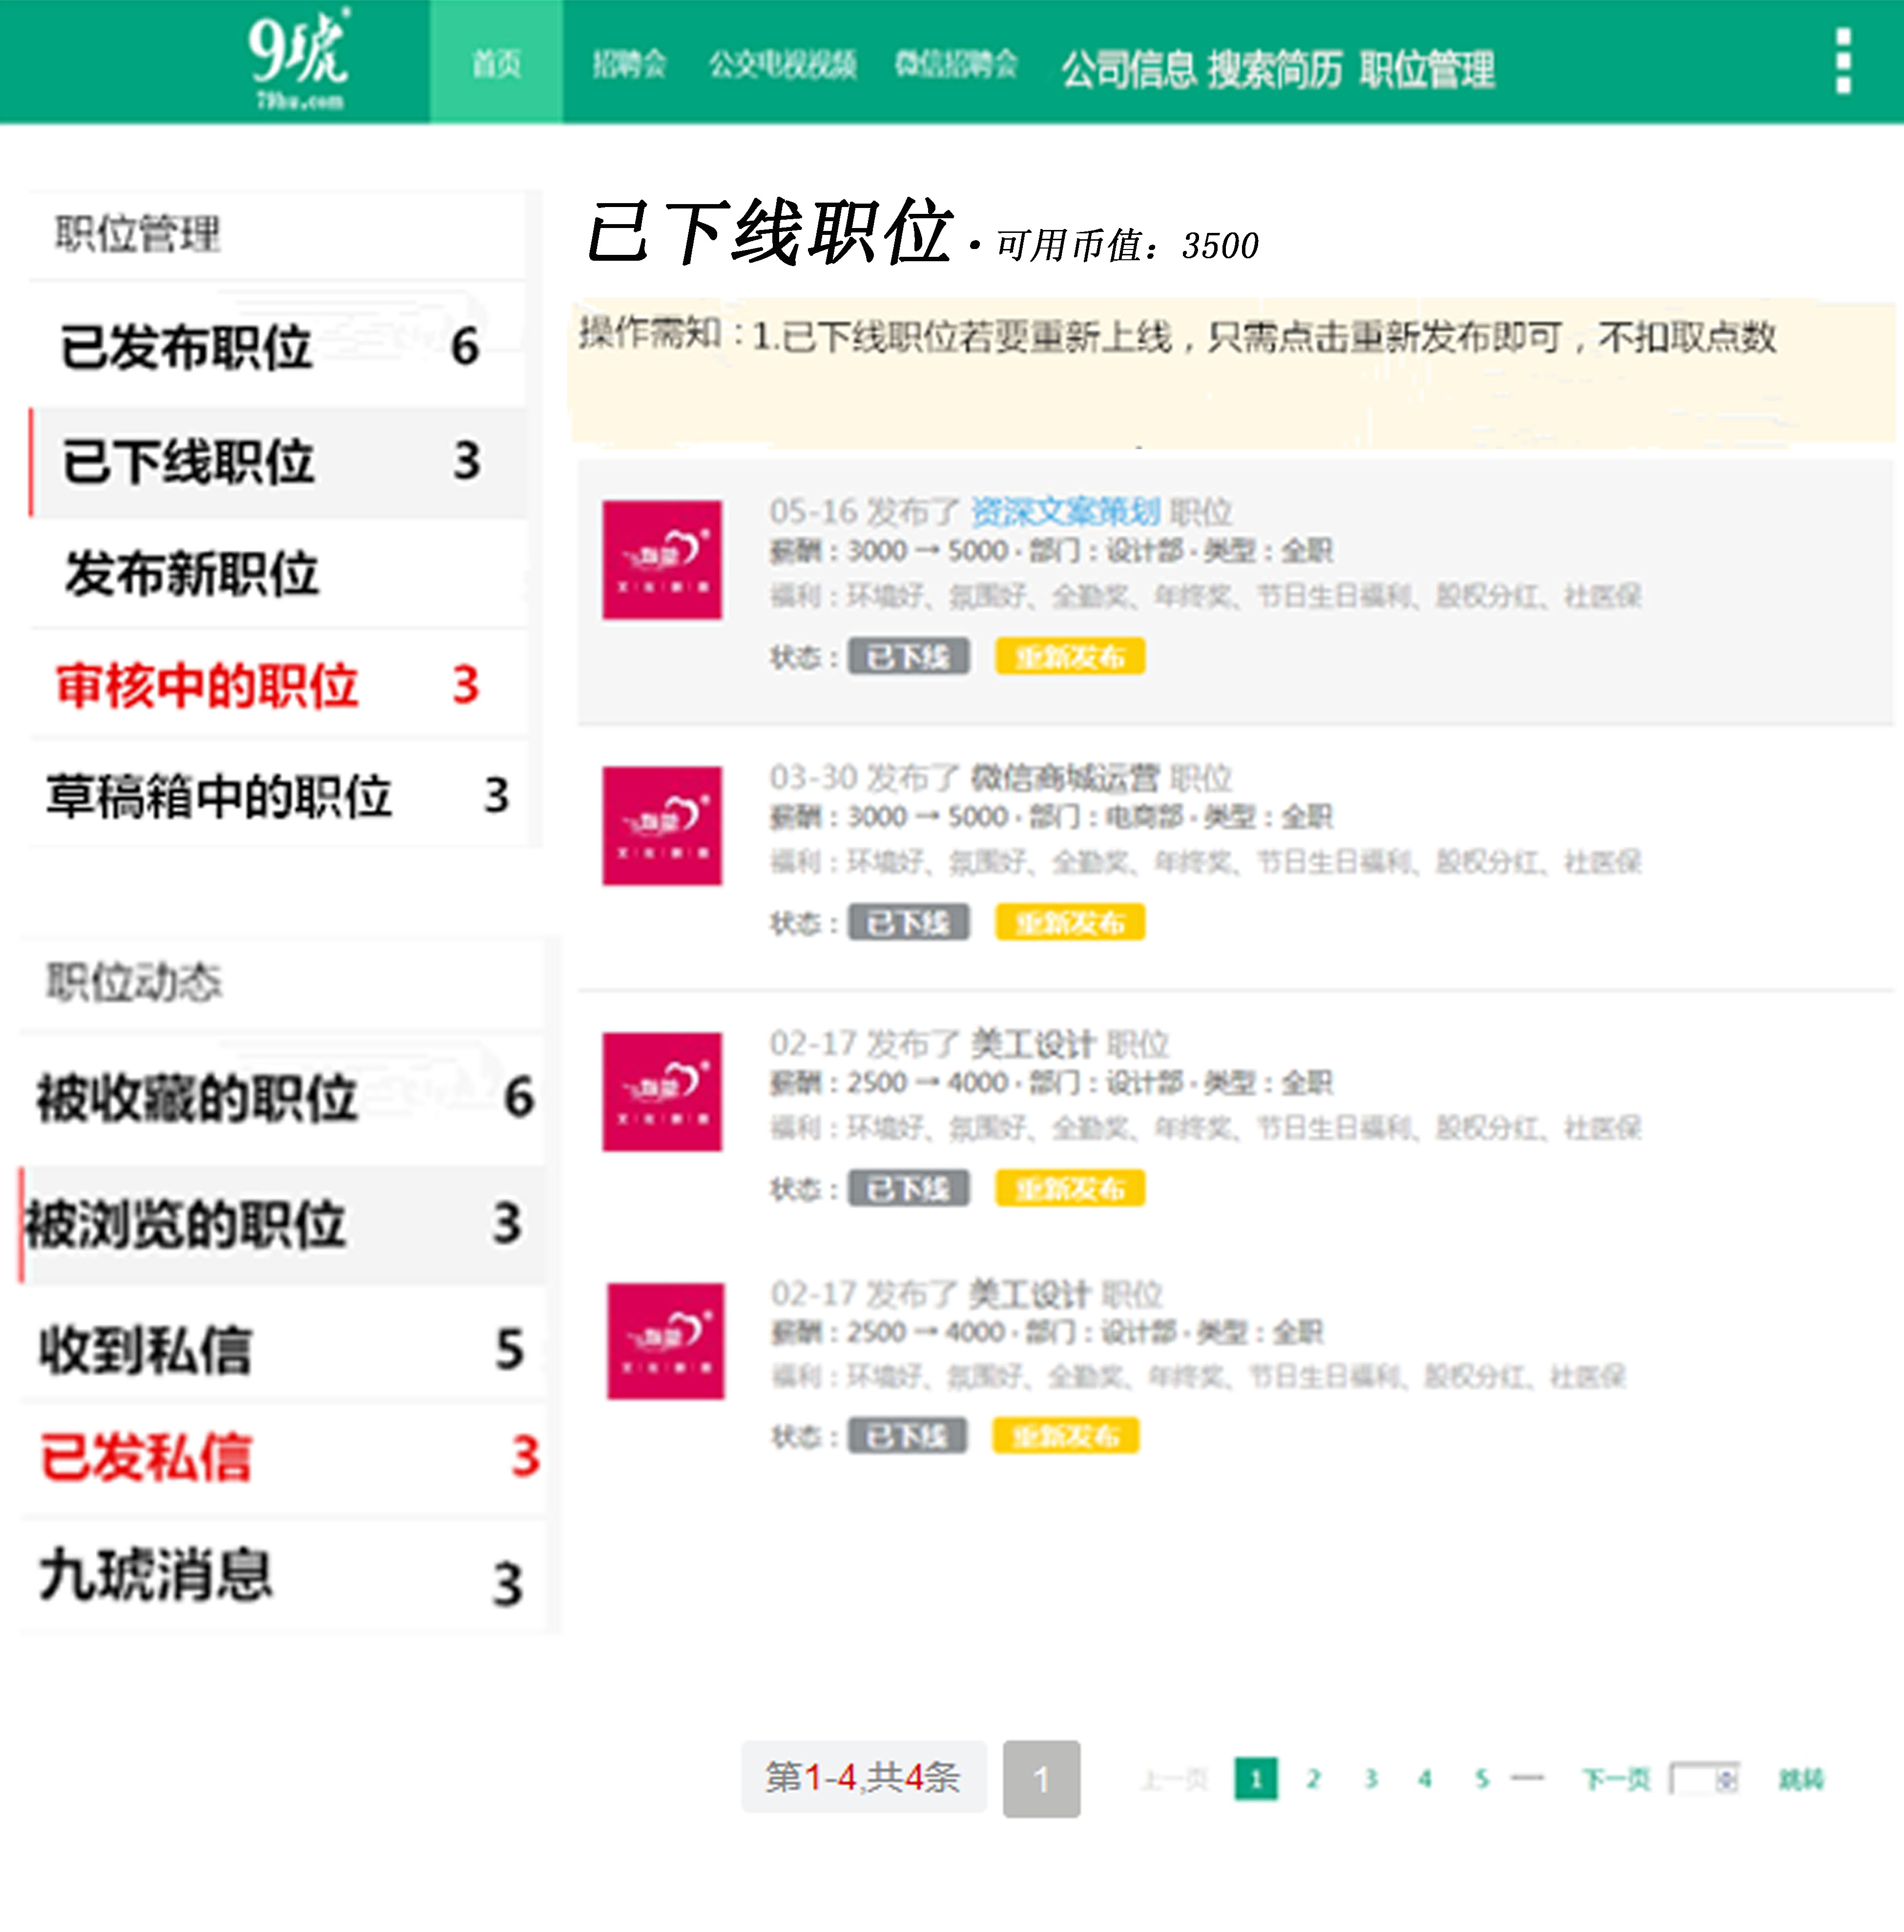 9琥
79hu.com
首页 招聘会 公交电视视频 微信招聘会 公司信息 搜索简历 职位管理
职位管理
已发布职位 6
已下线职位 3
发布新职位
审核中的职位 3
草稿箱中的职位 3
职位动态
被收藏的职位 6
被浏览的职位 3
收到私信 5
已发私信 3
九琥消息 3
已下线职位·可用币值：3500
操作需知：1.已下线职位若要重新上线，只需点击重新发布即可，不扣取点数
05-16 发布了 资深文案策划 职位
薪酬：3000 → 5000 · 部门：设计部 · 类型：全职
福利：环境好、氛围好、全勤奖、年终奖、节日生日福利、股权分红、社医保
状态：已下线 重新发布
03-30 发布了 微信商城运营 职位
薪酬：3000 → 5000 · 部门：电商部 · 类型：全职
福利：环境好、氛围好、全勤奖、年终奖、节日生日福利、股权分红、社医保
状态：已下线 重新发布
02-17 发布了 美工设计 职位
薪酬：2500 → 4000 · 部门：设计部 · 类型：全职
福利：环境好、氛围好、全勤奖、年终奖、节日生日福利、股权分红、社医保
状态：已下线 重新发布
02-17 发布了 美工设计 职位
薪酬：2500 → 4000 · 部门：设计部 · 类型：全职
福利：环境好、氛围好、全勤奖、年终奖、节日生日福利、股权分红、社医保
状态：已下线 重新发布
第1-4,共4条 1 上一页 1 2 3 4 5 — 下一页 跳转